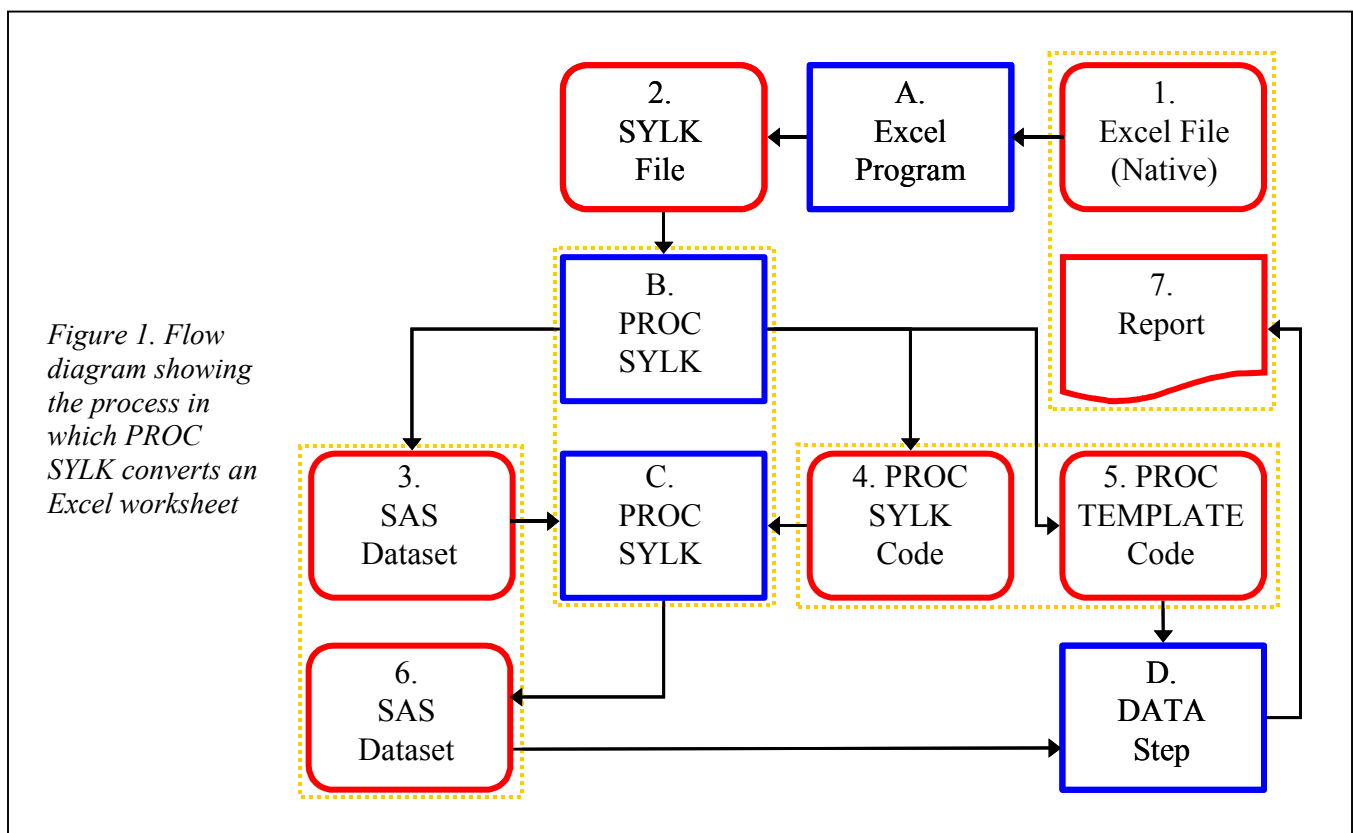 2.
SYLK
File
A.
Excel
Program
1.
Excel File
(Native)
B.
PROC
SYLK
7.
Report
Figure 1. Flow
diagram showing
the process in
which PROC
SYLK converts an
Excel worksheet
3.
SAS
Dataset
C.
PROC
SYLK
4. PROC
SYLK
Code
5. PROC
TEMPLATE
Code
6.
SAS
Dataset
D.
DATA
Step